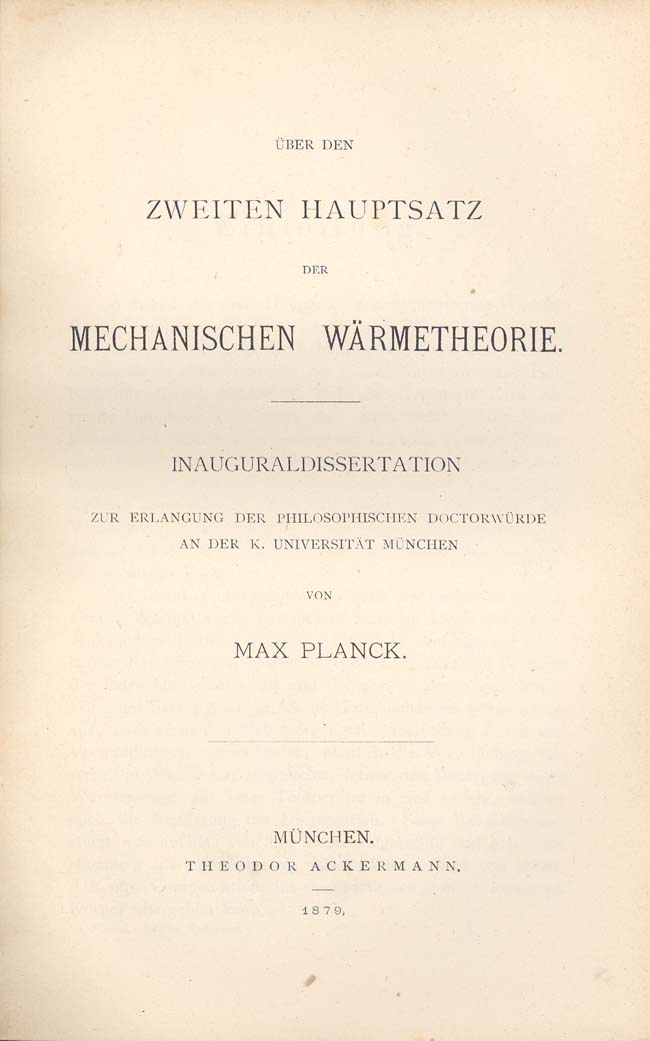 ÜBER DEN
ZWEITEN HAUPTSATZ
DER
MECHANISCHEN WÄRMETHEORIE.
INAUGURALDISSERTATION
ZUR ERLANGUNG DER PHILOSOPHISCHEN DOCTORWÜRDE
AN DER K. UNIVERSITÄT MÜNCHEN
VON
MAX PLANCK.
MÜNCHEN.
THEODOR ACKERMANN.
1879.